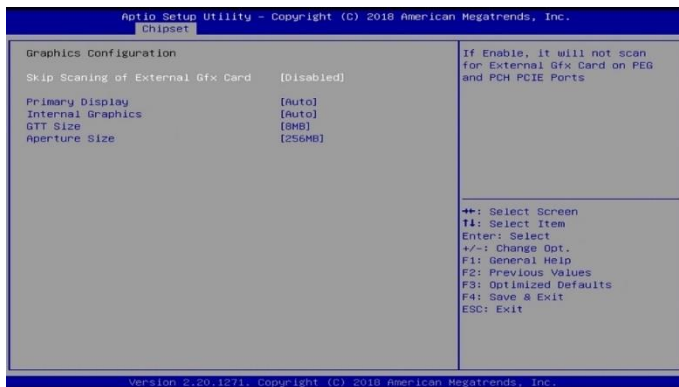 Aptio Setup Utility – Copyright (C) 2018 American Megatrends, Inc.
Chipset
Graphics Configuration
Skip Scaning of External Gfx Card [Disabled]
Primary Display [Auto]
Internal Graphics [Auto]
GTT Size [8MB]
Aperture Size [256MB]
If Enable, it will not scan
for External Gfx Card on PEG
and PCH PCIE Ports
→←: Select Screen
↑↓: Select Item
Enter: Select
+/-: Change Opt.
F1: General Help
F2: Previous Values
F3: Optimized Defaults
F4: Save & Exit
ESC: Exit
Version 2.20.1271. Copyright (C) 2018 American Megatrends, Inc.